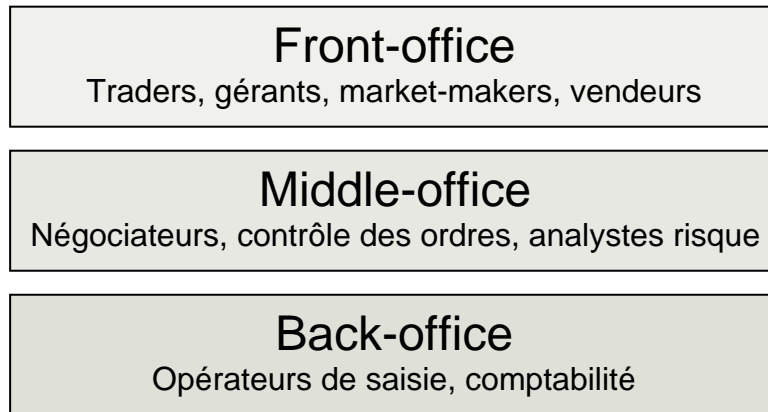 Front-office
Traders, gérants, market-makers, vendeurs
Middle-office
Négociateurs, contrôle des ordres, analystes risque
Back-office
Opérateurs de saisie, comptabilité